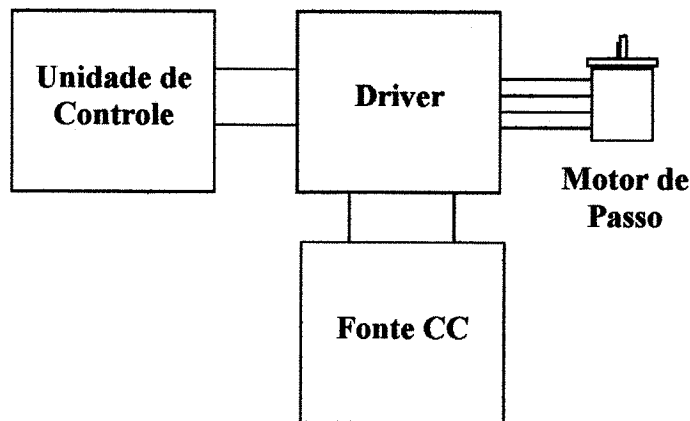 Unidade de
Controle
Driver
Motor de
Passo
Fonte CC